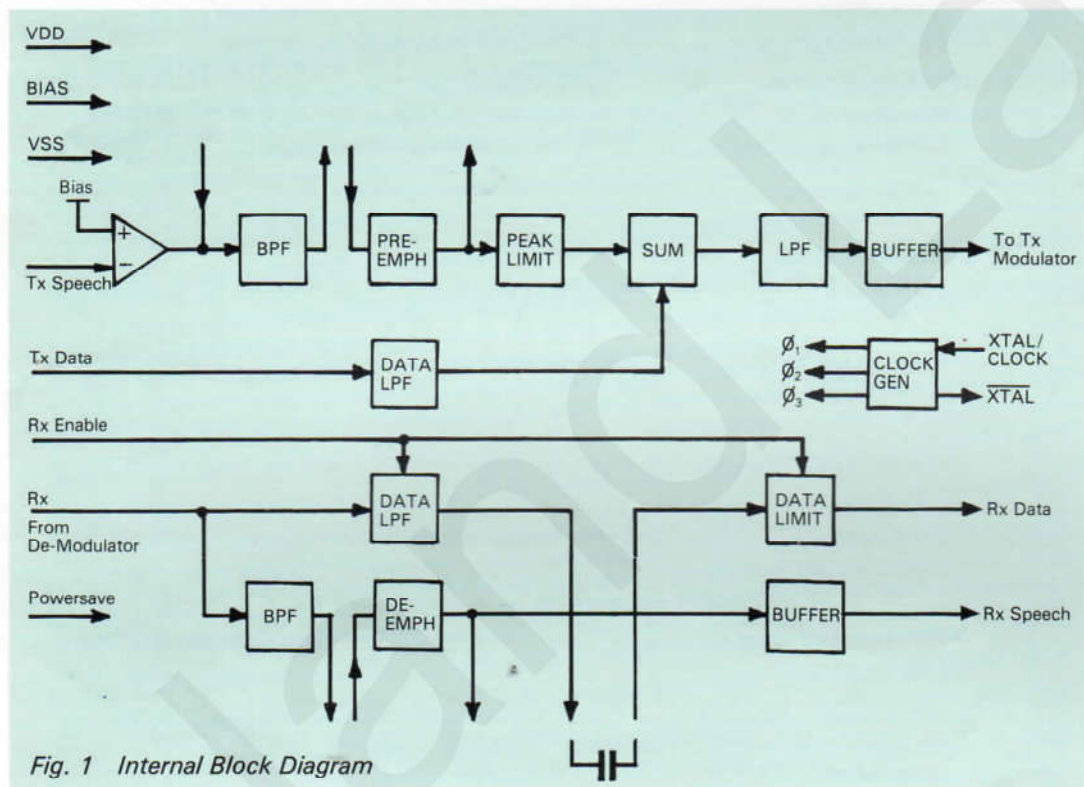 VDD
BIAS
VSS
Bias
+
−
Tx Speech
BPF
PRE-
EMPH
PEAK
LIMIT
SUM
LPF
BUFFER
To Tx
Modulator
Tx Data
DATA
LPF
Ø1
Ø2
Ø3
CLOCK
GEN
XTAL/
CLOCK
XTAL
Rx Enable
Rx
From
De-Modulator
DATA
LPF
DATA
LIMIT
Rx Data
Powersave
BPF
DE-
EMPH
BUFFER
Rx Speech
Fig. 1 Internal Block Diagram